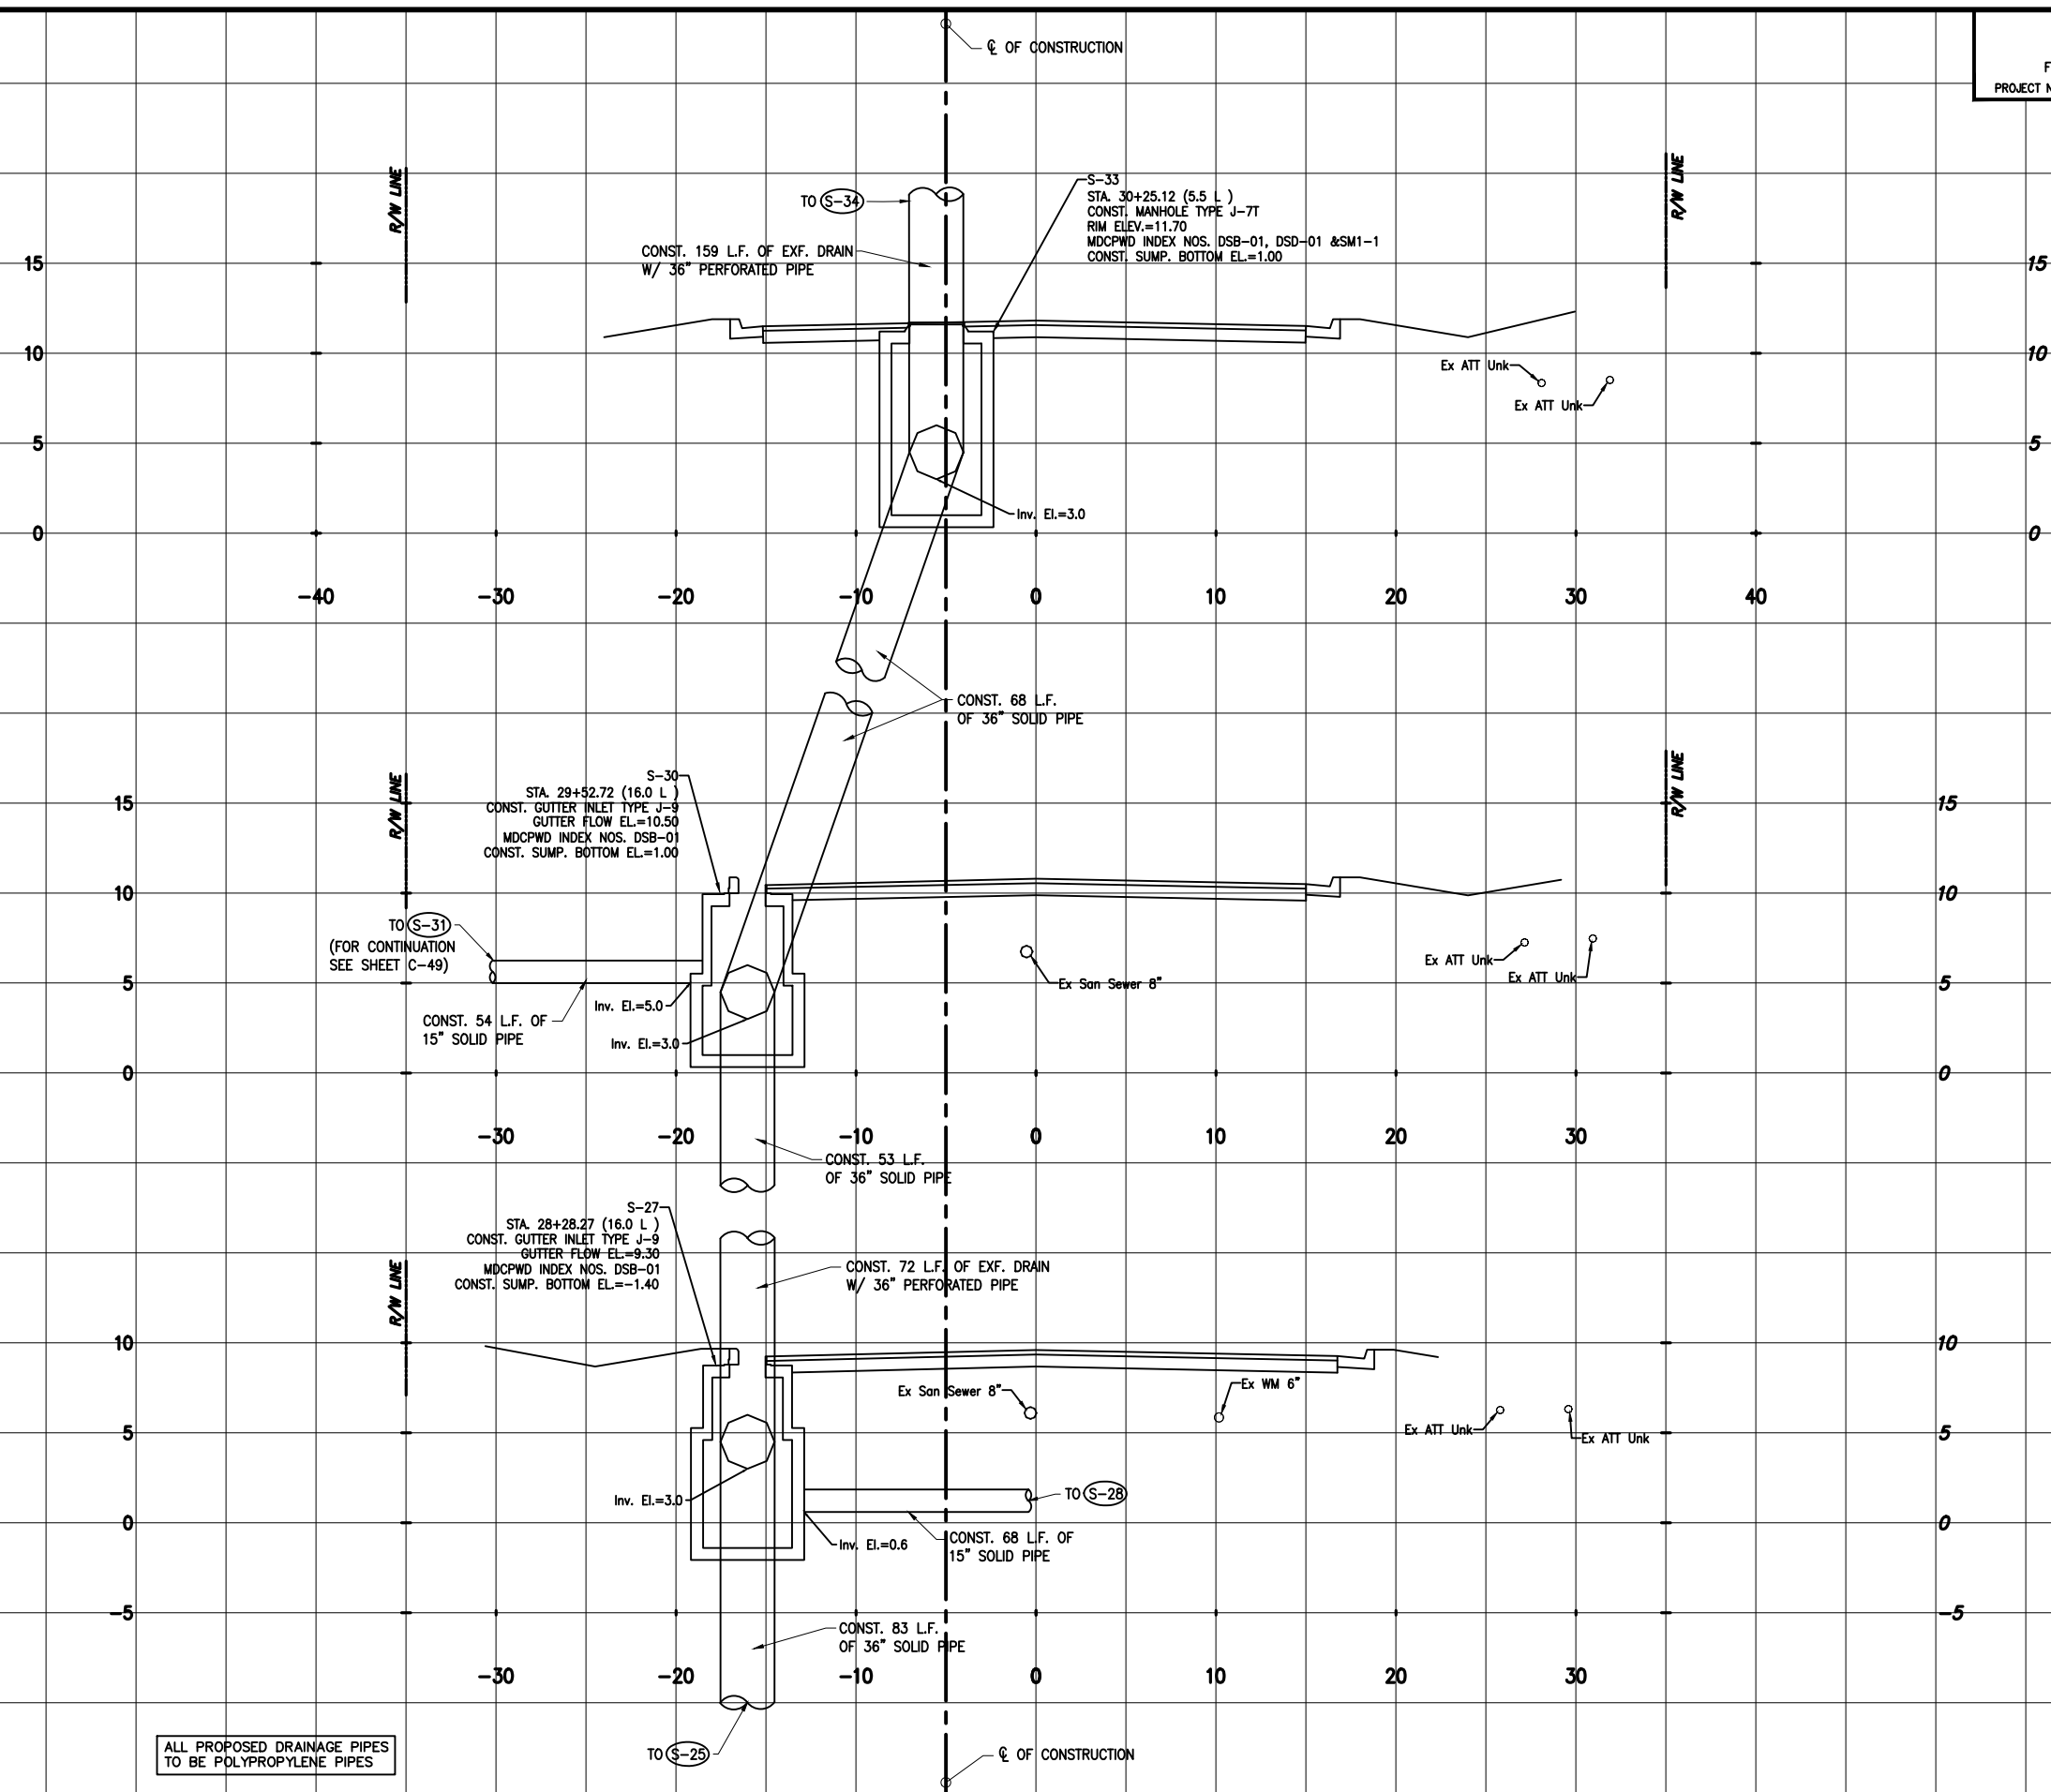 ℄ OF CONSTRUCTION
F
PROJECT N
R/W LINE
R/W LINE
TO S-34
S-33
STA. 30+25.12 (5.5 L )
CONST. MANHOLE TYPE J-7T
RIM ELEV.=11.70
MDCPWD INDEX NOS. DSB-01, DSD-01 &SM1-1
CONST. SUMP. BOTTOM EL.=1.00
CONST. 159 L.F. OF EXF. DRAIN
W/ 36" PERFORATED PIPE
15 15
10 10
Ex ATT Unk
Ex ATT Unk
5 5
Inv. El.=3.0
0 0
-40 -30 -20 -10 0 10 20 30 40
CONST. 68 L.F.
OF 36" SOLID PIPE
R/W LINE
R/W LINE
S-30
STA. 29+52.72 (16.0 L )
CONST. GUTTER INLET TYPE J-9
GUTTER FLOW EL.=10.50
MDCPWD INDEX NOS. DSB-01
CONST. SUMP. BOTTOM EL.=1.00
15 15
10 10
TO S-31
(FOR CONTINUATION
SEE SHEET C-49)
Ex ATT Unk
Ex ATT Unk
Ex San Sewer 8"
5 5
Inv. El.=5.0
CONST. 54 L.F. OF
15" SOLID PIPE
Inv. El.=3.0
0 0
-30 -20 -10 0 10 20 30
CONST. 53 L.F.
OF 36" SOLID PIPE
S-27
STA. 28+28.27 (16.0 L )
CONST. GUTTER INLET TYPE J-9
GUTTER FLOW EL.=9.30
MDCPWD INDEX NOS. DSB-01
CONST. SUMP. BOTTOM EL.=-1.40
CONST. 72 L.F. OF EXF. DRAIN
W/ 36" PERFORATED PIPE
R/W LINE
10 10
Ex San Sewer 8"
Ex WM 6"
Ex ATT Unk
Ex ATT Unk
5 5
Inv. El.=3.0
TO S-28
0 0
Inv. El.=0.6
CONST. 68 L.F. OF
15" SOLID PIPE
-5 -5
CONST. 83 L.F.
OF 36" SOLID PIPE
-30 -20 -10 0 10 20 30
ALL PROPOSED DRAINAGE PIPES
TO BE POLYPROPYLENE PIPES
TO S-25
℄ OF CONSTRUCTION